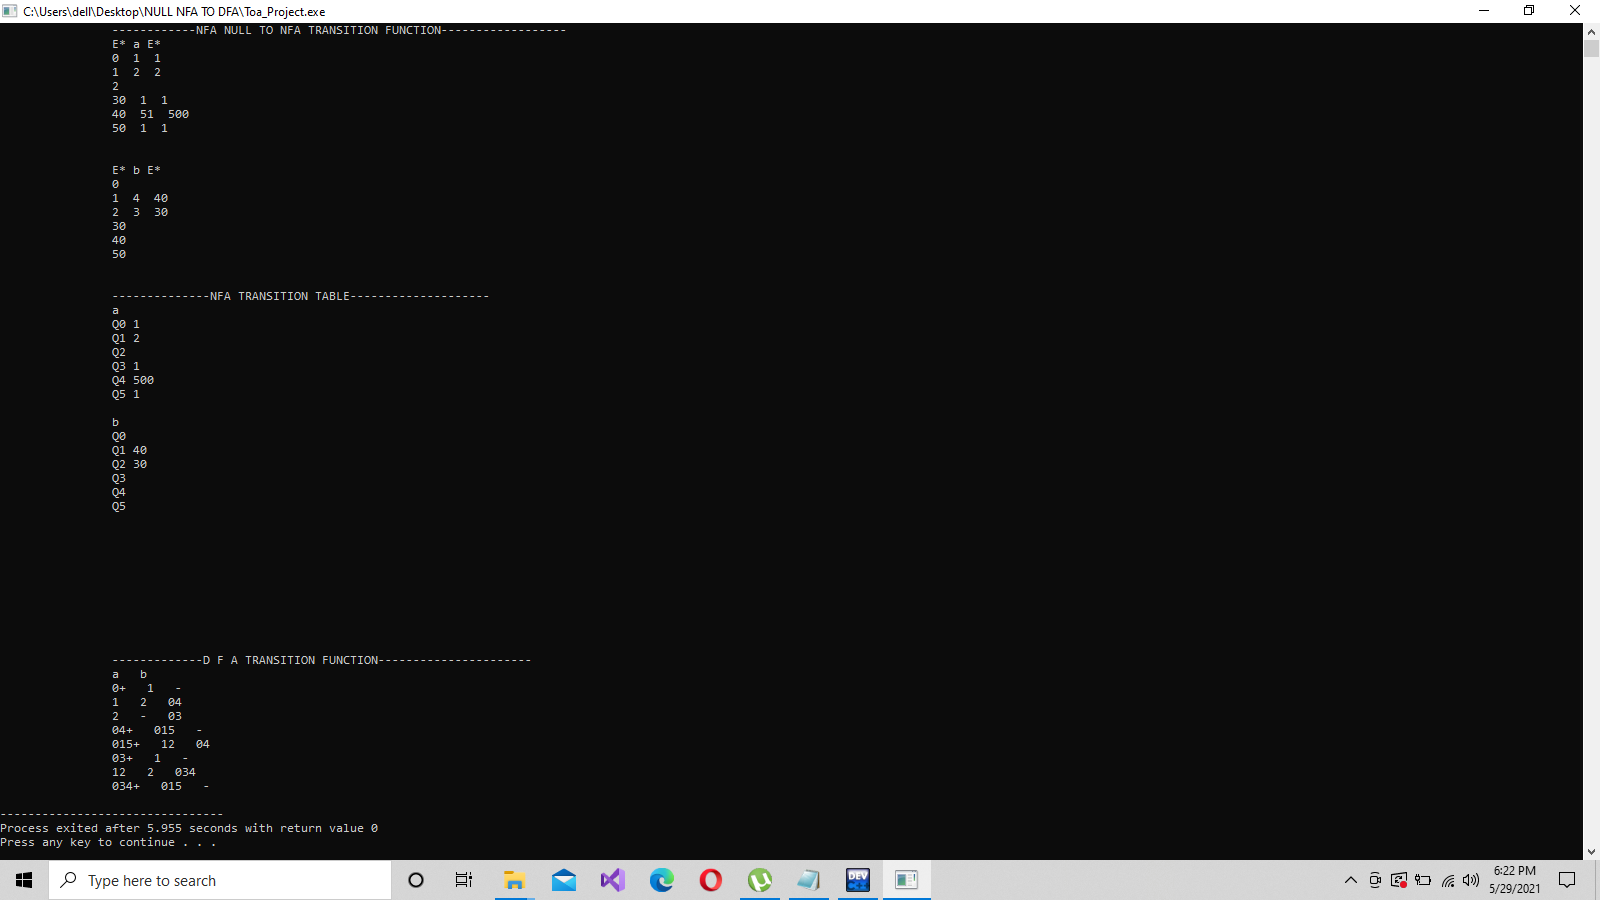 C:\Users\dell\Desktop\NULL NFA TO DFA\Toa_Project.exe
------------NFA NULL TO NFA TRANSITION FUNCTION------------------
E* a E*
0  1  1
1  2  2
2
30  1  1
40  51  500
50  1  1
E* b E*
0
1  4  40
2  3  30
30
40
50
--------------NFA TRANSITION TABLE--------------------
a
Q0 1
Q1 2
Q2
Q3 1
Q4 500
Q5 1
b
Q0
Q1 40
Q2 30
Q3
Q4
Q5
-------------D F A TRANSITION FUNCTION----------------------
a   b
0+   1   -
1   2   04
2   -   03
04+   015   -
015+   12   04
03+   1   -
12   2   034
034+   015   -
--------------------------------
Process exited after 5.955 seconds with return value 0
Press any key to continue . . .
Type here to search
DEV
6:22 PM
5/29/2021